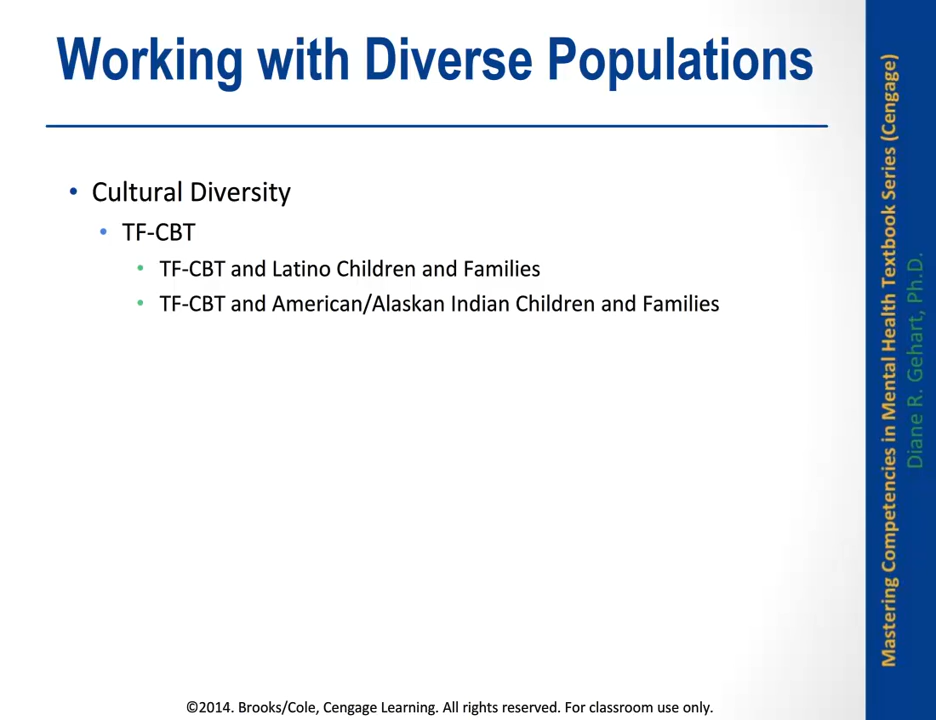 Working with Diverse Populations
• Cultural Diversity
• TF-CBT
• TF-CBT and Latino Children and Families
• TF-CBT and American/Alaskan Indian Children and Families
©2014. Brooks/Cole, Cengage Learning. All rights reserved. For classroom use only.
Mastering Competencies in Mental Health Textbook Series (Cengage)
Diane R. Gehart, Ph.D.